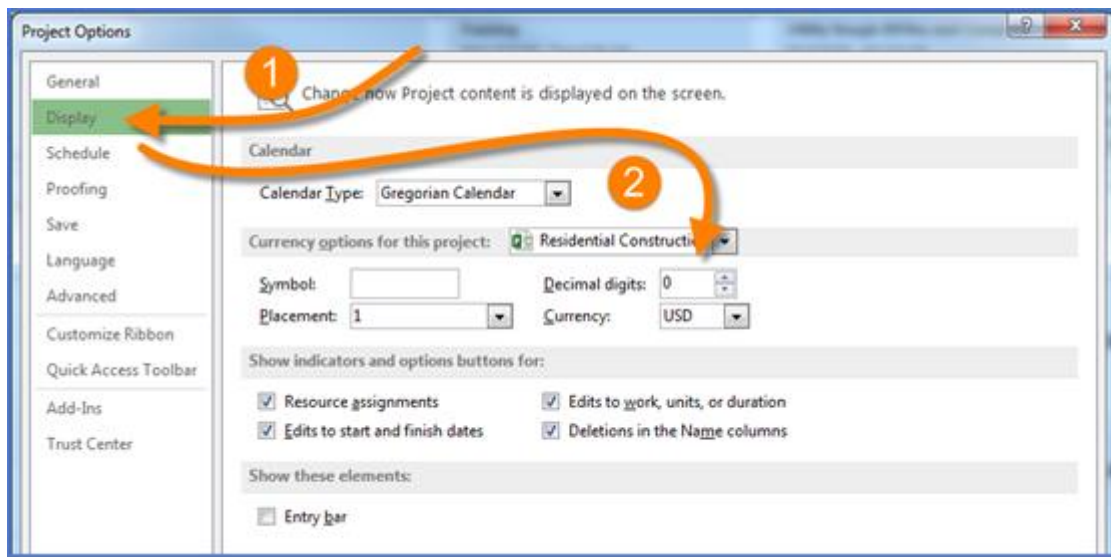 Project Options
General
Display
Schedule
Proofing
Save
Language
Advanced
Customize Ribbon
Quick Access Toolbar
Add-Ins
Trust Center
1
Change how Project content is displayed on the screen.
Calendar
Calendar Type: Gregorian Calendar
2
Currency options for this project: Residential Constructi
Symbol: Decimal digits: 0
Placement: 1 Currency: USD
Show indicators and options buttons for:
Resource assignments Edits to work, units, or duration
Edits to start and finish dates Deletions in the Name columns
Show these elements:
Entry bar